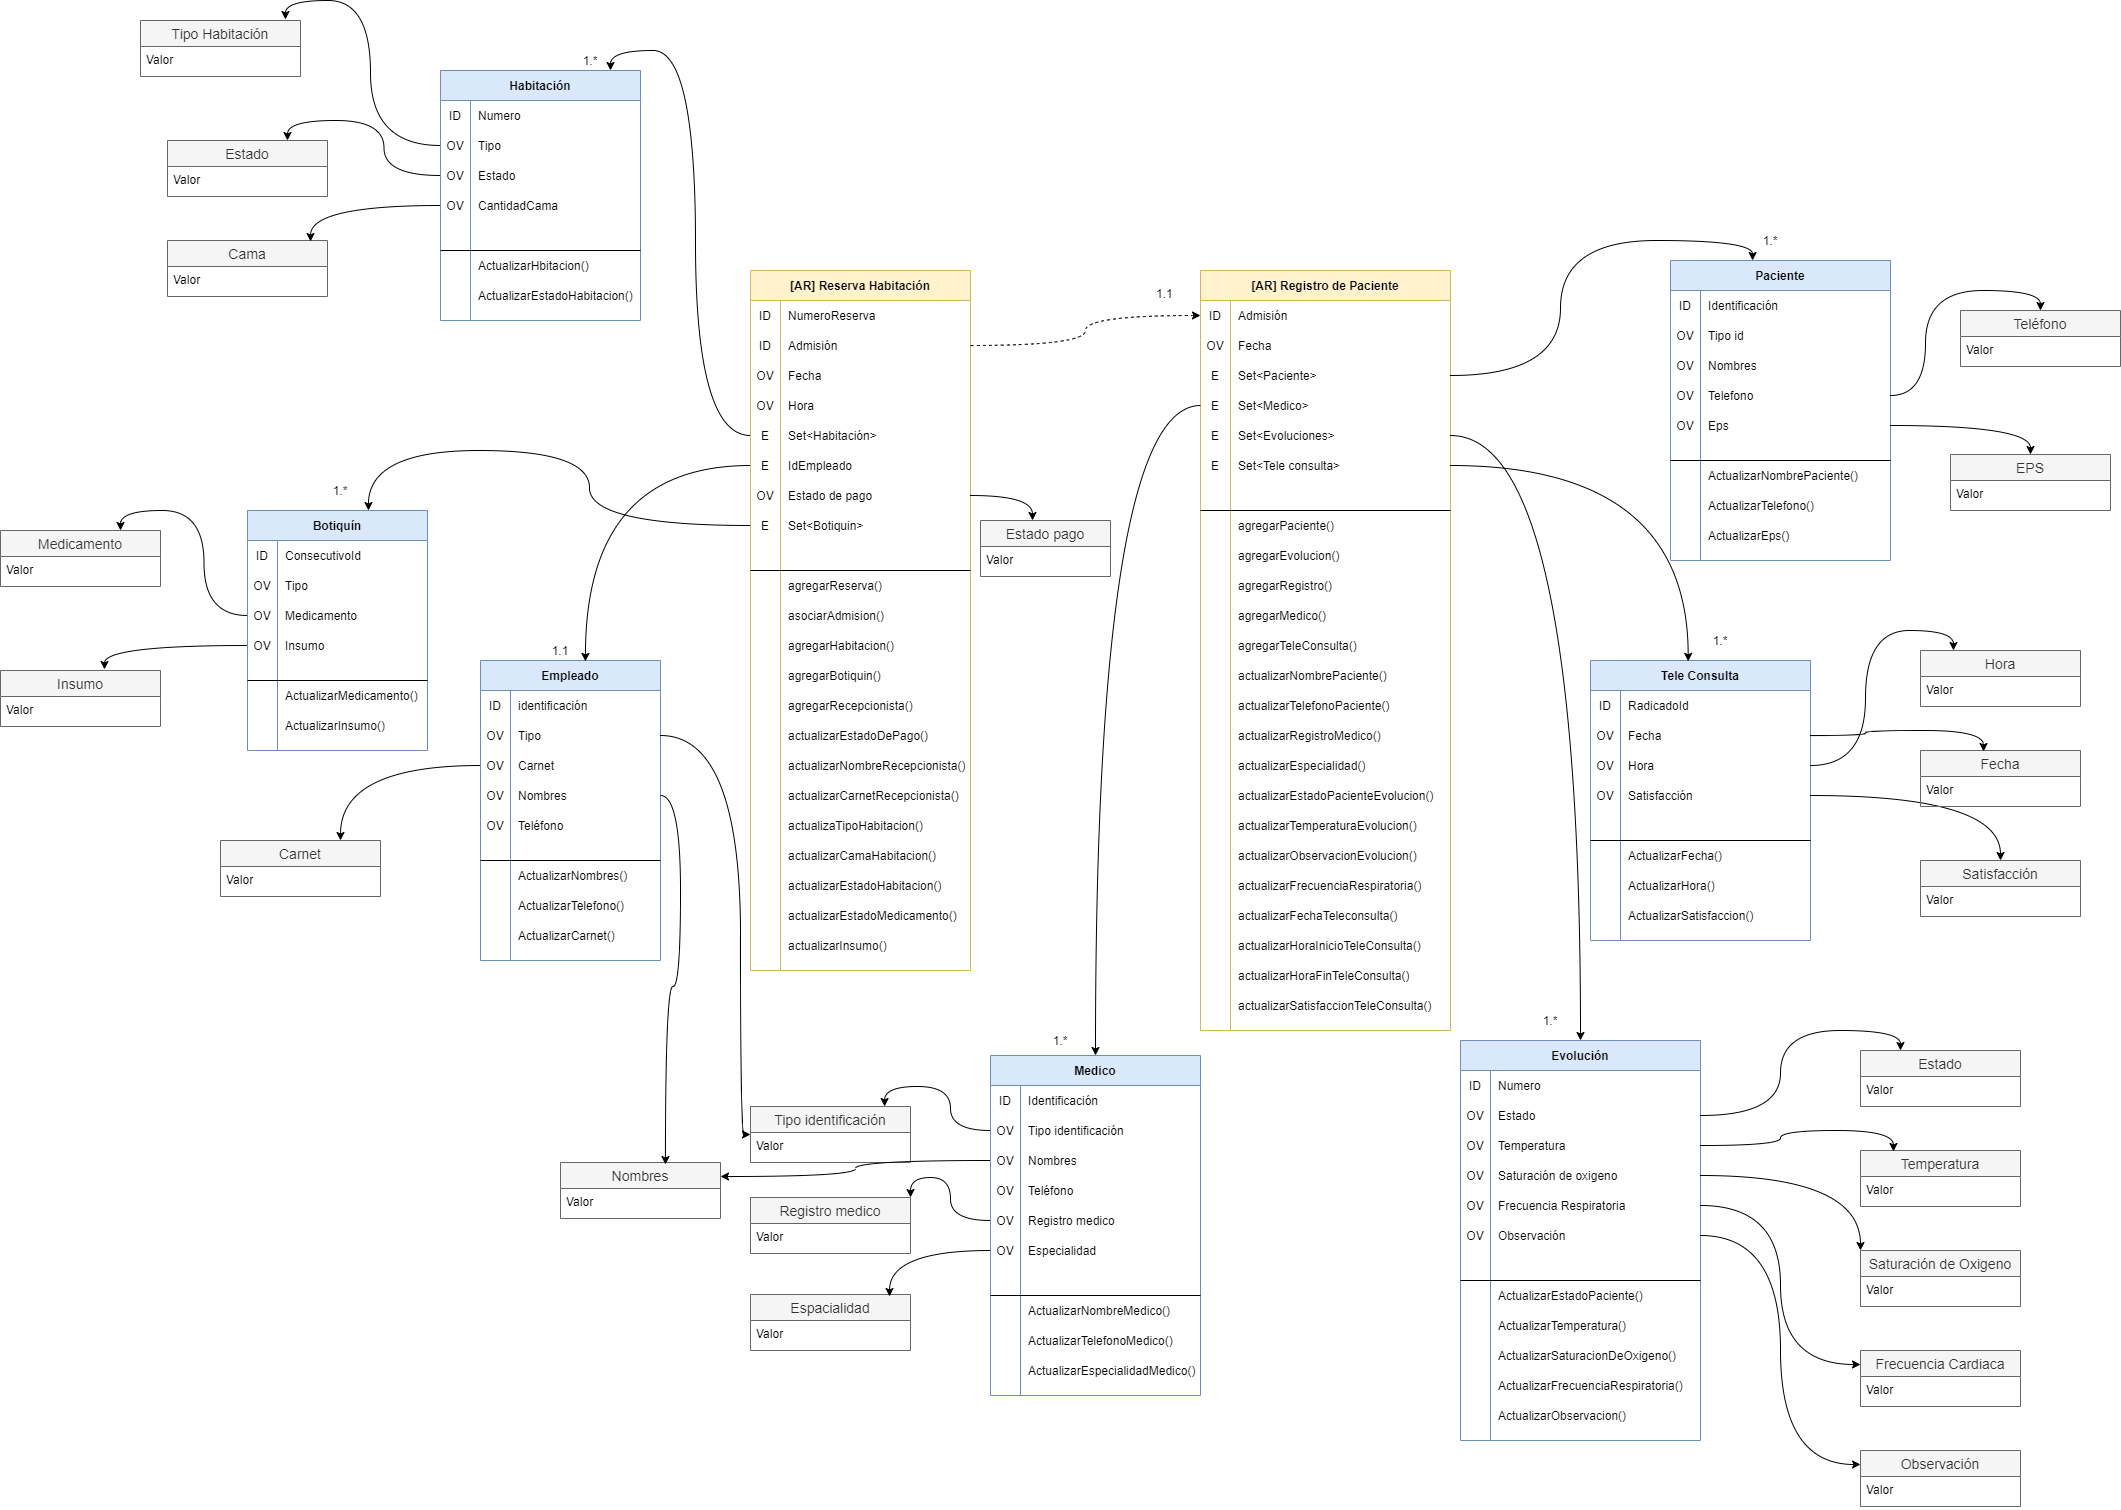 Tipo Habitación
Valor
Estado
Valor
Cama
Valor
1.*
Habitación
ID Numero
OV Tipo
OV Estado
OV CantidadCama
ActualizarHbitacion()
ActualizarEstadoHabitacion()
[AR] Reserva Habitación
ID NumeroReserva
ID Admisión
OV Fecha
OV Hora
E Set<Habitación>
E IdEmpleado
OV Estado de pago
E Set<Botiquin>
agregarReserva()
asociarAdmision()
agregarHabitacion()
agregarBotiquin()
agregarRecepcionista()
actualizarEstadoDePago()
actualizarNombreRecepcionista()
actualizarCarnetRecepcionista()
actualizaTipoHabitacion()
actualizarCamaHabitacion()
actualizarEstadoHabitacion()
actualizarEstadoMedicamento()
actualizarInsumo()
Estado pago
Valor
1.1
[AR] Registro de Paciente
ID Admisión
OV Fecha
E Set<Paciente>
E Set<Medico>
E Set<Evoluciones>
E Set<Tele consulta>
agregarPaciente()
agregarEvolucion()
agregarRegistro()
agregarMedico()
agregarTeleConsulta()
actualizarNombrePaciente()
actualizarTelefonoPaciente()
actualizarRegistroMedico()
actualizarEspecialidad()
actualizarEstadoPacienteEvolucion()
actualizarTemperaturaEvolucion()
actualizarObservacionEvolucion()
actualizarFrecuenciaRespiratoria()
actualizarFechaTeleconsulta()
actualizarHoraInicioTeleConsulta()
actualizarHoraFinTeleConsulta()
actualizarSatisfaccionTeleConsulta()
1.*
Paciente
ID Identificación
OV Tipo id
OV Nombres
OV Telefono
OV Eps
ActualizarNombrePaciente()
ActualizarTelefono()
ActualizarEps()
Teléfono
Valor
EPS
Valor
1.*
Botiquín
ID ConsecutivoId
OV Tipo
OV Medicamento
OV Insumo
ActualizarMedicamento()
ActualizarInsumo()
Medicamento
Valor
Insumo
Valor
1.1
Empleado
ID identificación
OV Tipo
OV Carnet
OV Nombres
OV Teléfono
ActualizarNombres()
ActualizarTelefono()
ActualizarCarnet()
Carnet
Valor
1.*
Tele Consulta
ID RadicadoId
OV Fecha
OV Hora
OV Satisfacción
ActualizarFecha()
ActualizarHora()
ActualizarSatisfaccion()
Hora
Valor
Fecha
Valor
Satisfacción
Valor
1.*
Medico
ID Identificación
OV Tipo identificación
OV Nombres
OV Teléfono
OV Registro medico
OV Especialidad
ActualizarNombreMedico()
ActualizarTelefonoMedico()
ActualizarEspecialidadMedico()
Tipo identificación
Valor
Nombres
Valor
Registro medico
Valor
Espacialidad
Valor
1.*
Evolución
ID Numero
OV Estado
OV Temperatura
OV Saturación de oxigeno
OV Frecuencia Respiratoria
OV Observación
ActualizarEstadoPaciente()
ActualizarTemperatura()
ActualizarSaturacionDeOxigeno()
ActualizarFrecuenciaRespiratoria()
ActualizarObservacion()
Estado
Valor
Temperatura
Valor
Saturación de Oxigeno
Valor
Frecuencia Cardiaca
Valor
Observación
Valor